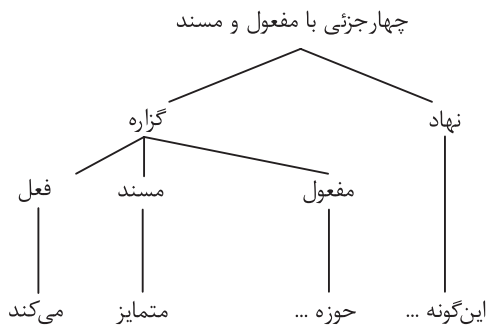 چهارجزئی با مفعول و مسند
نهاد گزاره
مفعول مسند فعل
این‌گونه ... حوزه ... متمایز می‌کند